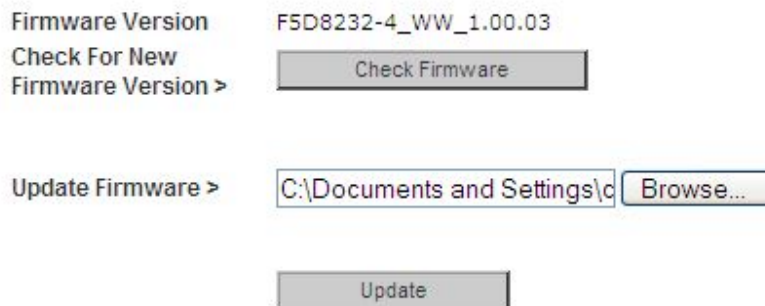 Firmware Version F5D8232-4_WW_1.00.03
Check For New
Firmware Version >
Check Firmware
Update Firmware > C:\Documents and Settings\c Browse...
Update